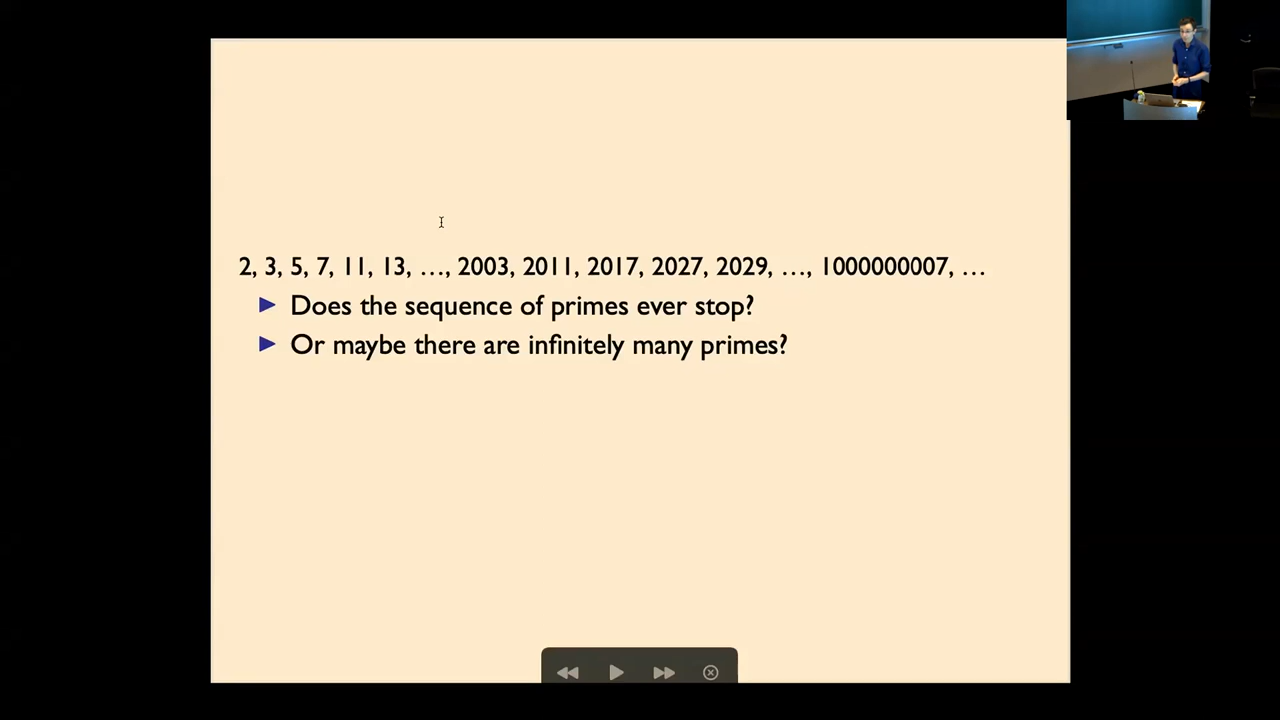 2, 3, 5, 7, 11, 13, …, 2003, 2011, 2017, 2027, 2029, …, 1000000007, …
Does the sequence of primes ever stop?
Or maybe there are infinitely many primes?